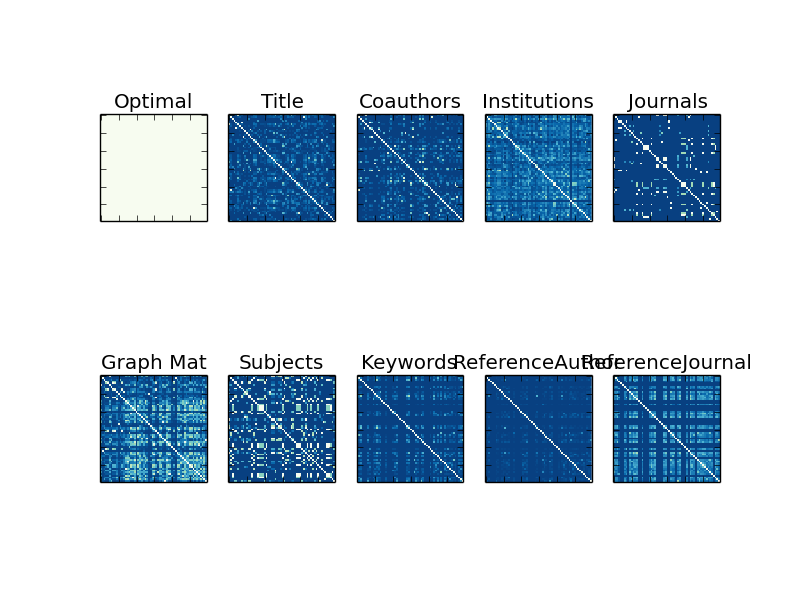 Optimal
Title
Coauthors
Institutions
Journals
Graph Mat
Subjects
Keywords
ReferenceAuthor
ReferenceJournal